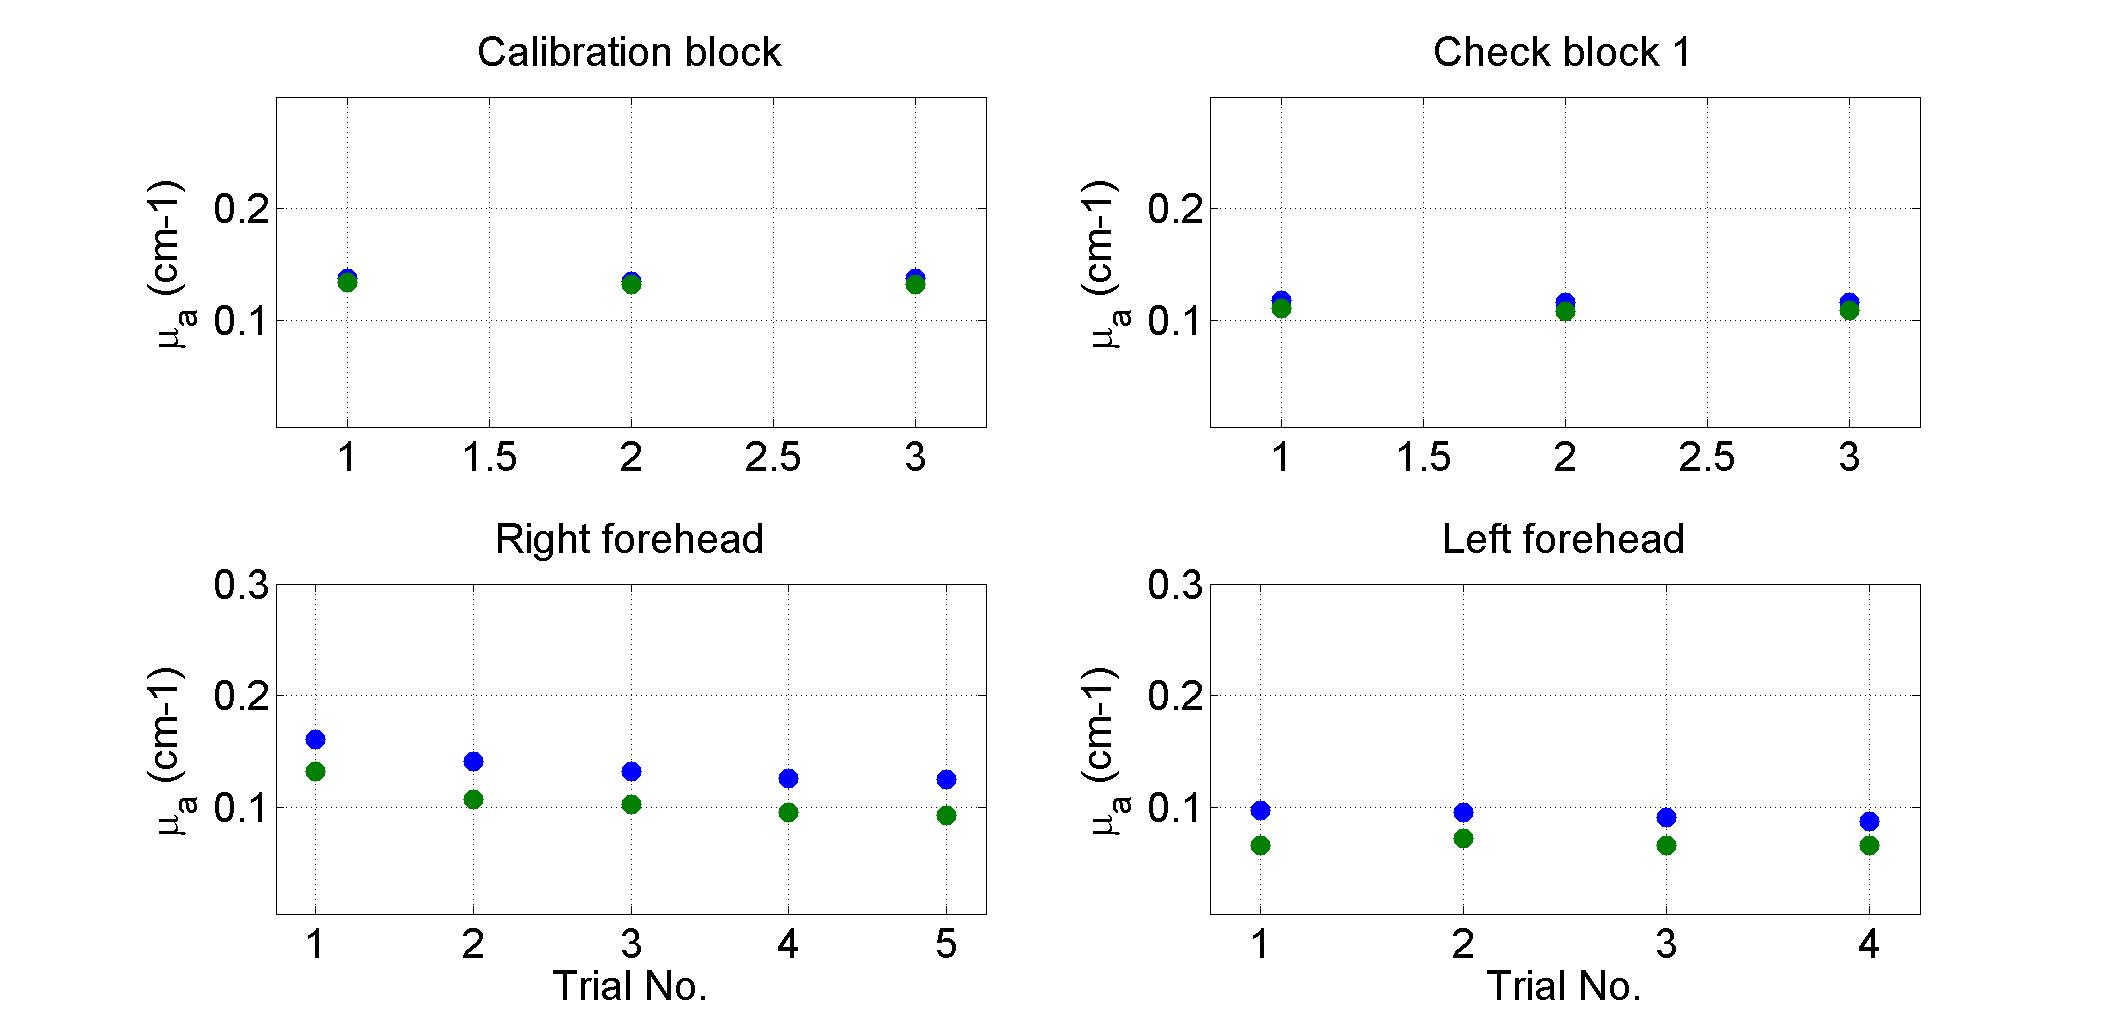 Calibration block
Check block 1
μa (cm-1)
0.2
0.1
1 1.5 2 2.5 3
μa (cm-1)
0.2
0.1
1 1.5 2 2.5 3
Right forehead
Left forehead
μa (cm-1)
0.3
0.2
0.1
1 2 3 4 5
Trial No.
μa (cm-1)
0.3
0.2
0.1
1 2 3 4
Trial No.